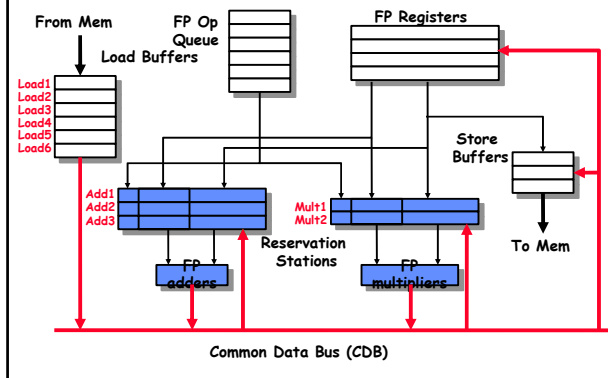 From Mem
FP Op
Queue
FP Registers
Load Buffers
Load1
Load2
Load3
Load4
Load5
Load6
Store
Buffers
Add1
Add2
Add3
Mult1
Mult2
Reservation
Stations
To Mem
FP
adders
FP
multipliers
Common Data Bus (CDB)